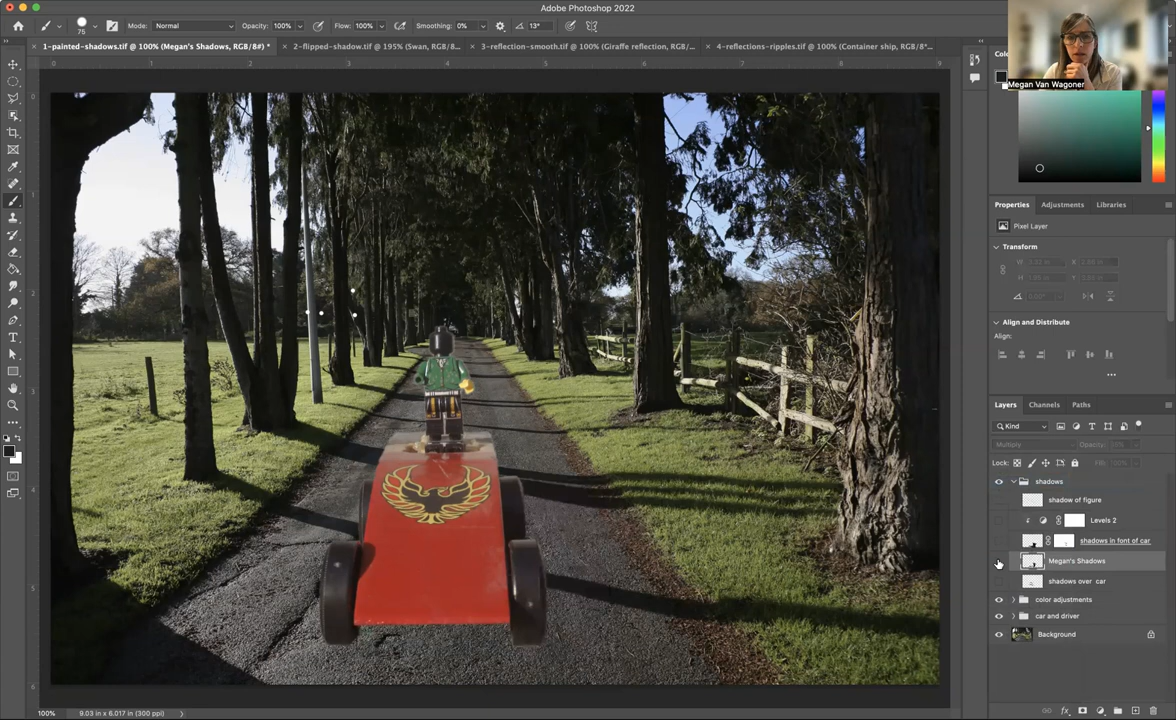 Adobe Photoshop 2022
75 Mode: Normal Opacity: 100% Flow: 100% Smoothing: 0% 13°
1-painted-shadows.tif @ 100% (Megan's Shadows, RGB/8#) *
2-flipped-shadow.tif @ 195% (Swan, RGB/8...
3-reflection-smooth.tif @ 100% (Giraffe reflection, RGB/...
4-reflections-ripples.tif @ 100% (Container ship, RGB/8*...
Megan Van Wagoner
Properties Adjustments Libraries
Pixel Layer
Transform
Align and Distribute
Align:
Layers Channels Paths
Kind
Multiply Opacity:
Lock: Fill: 100%
shadows
shadow of figure
Levels 2
shadows in font of car
Megan's Shadows
shadows over car
color adjustments
car and driver
Background
100% 9.03 in x 6.017 in (300 ppi)